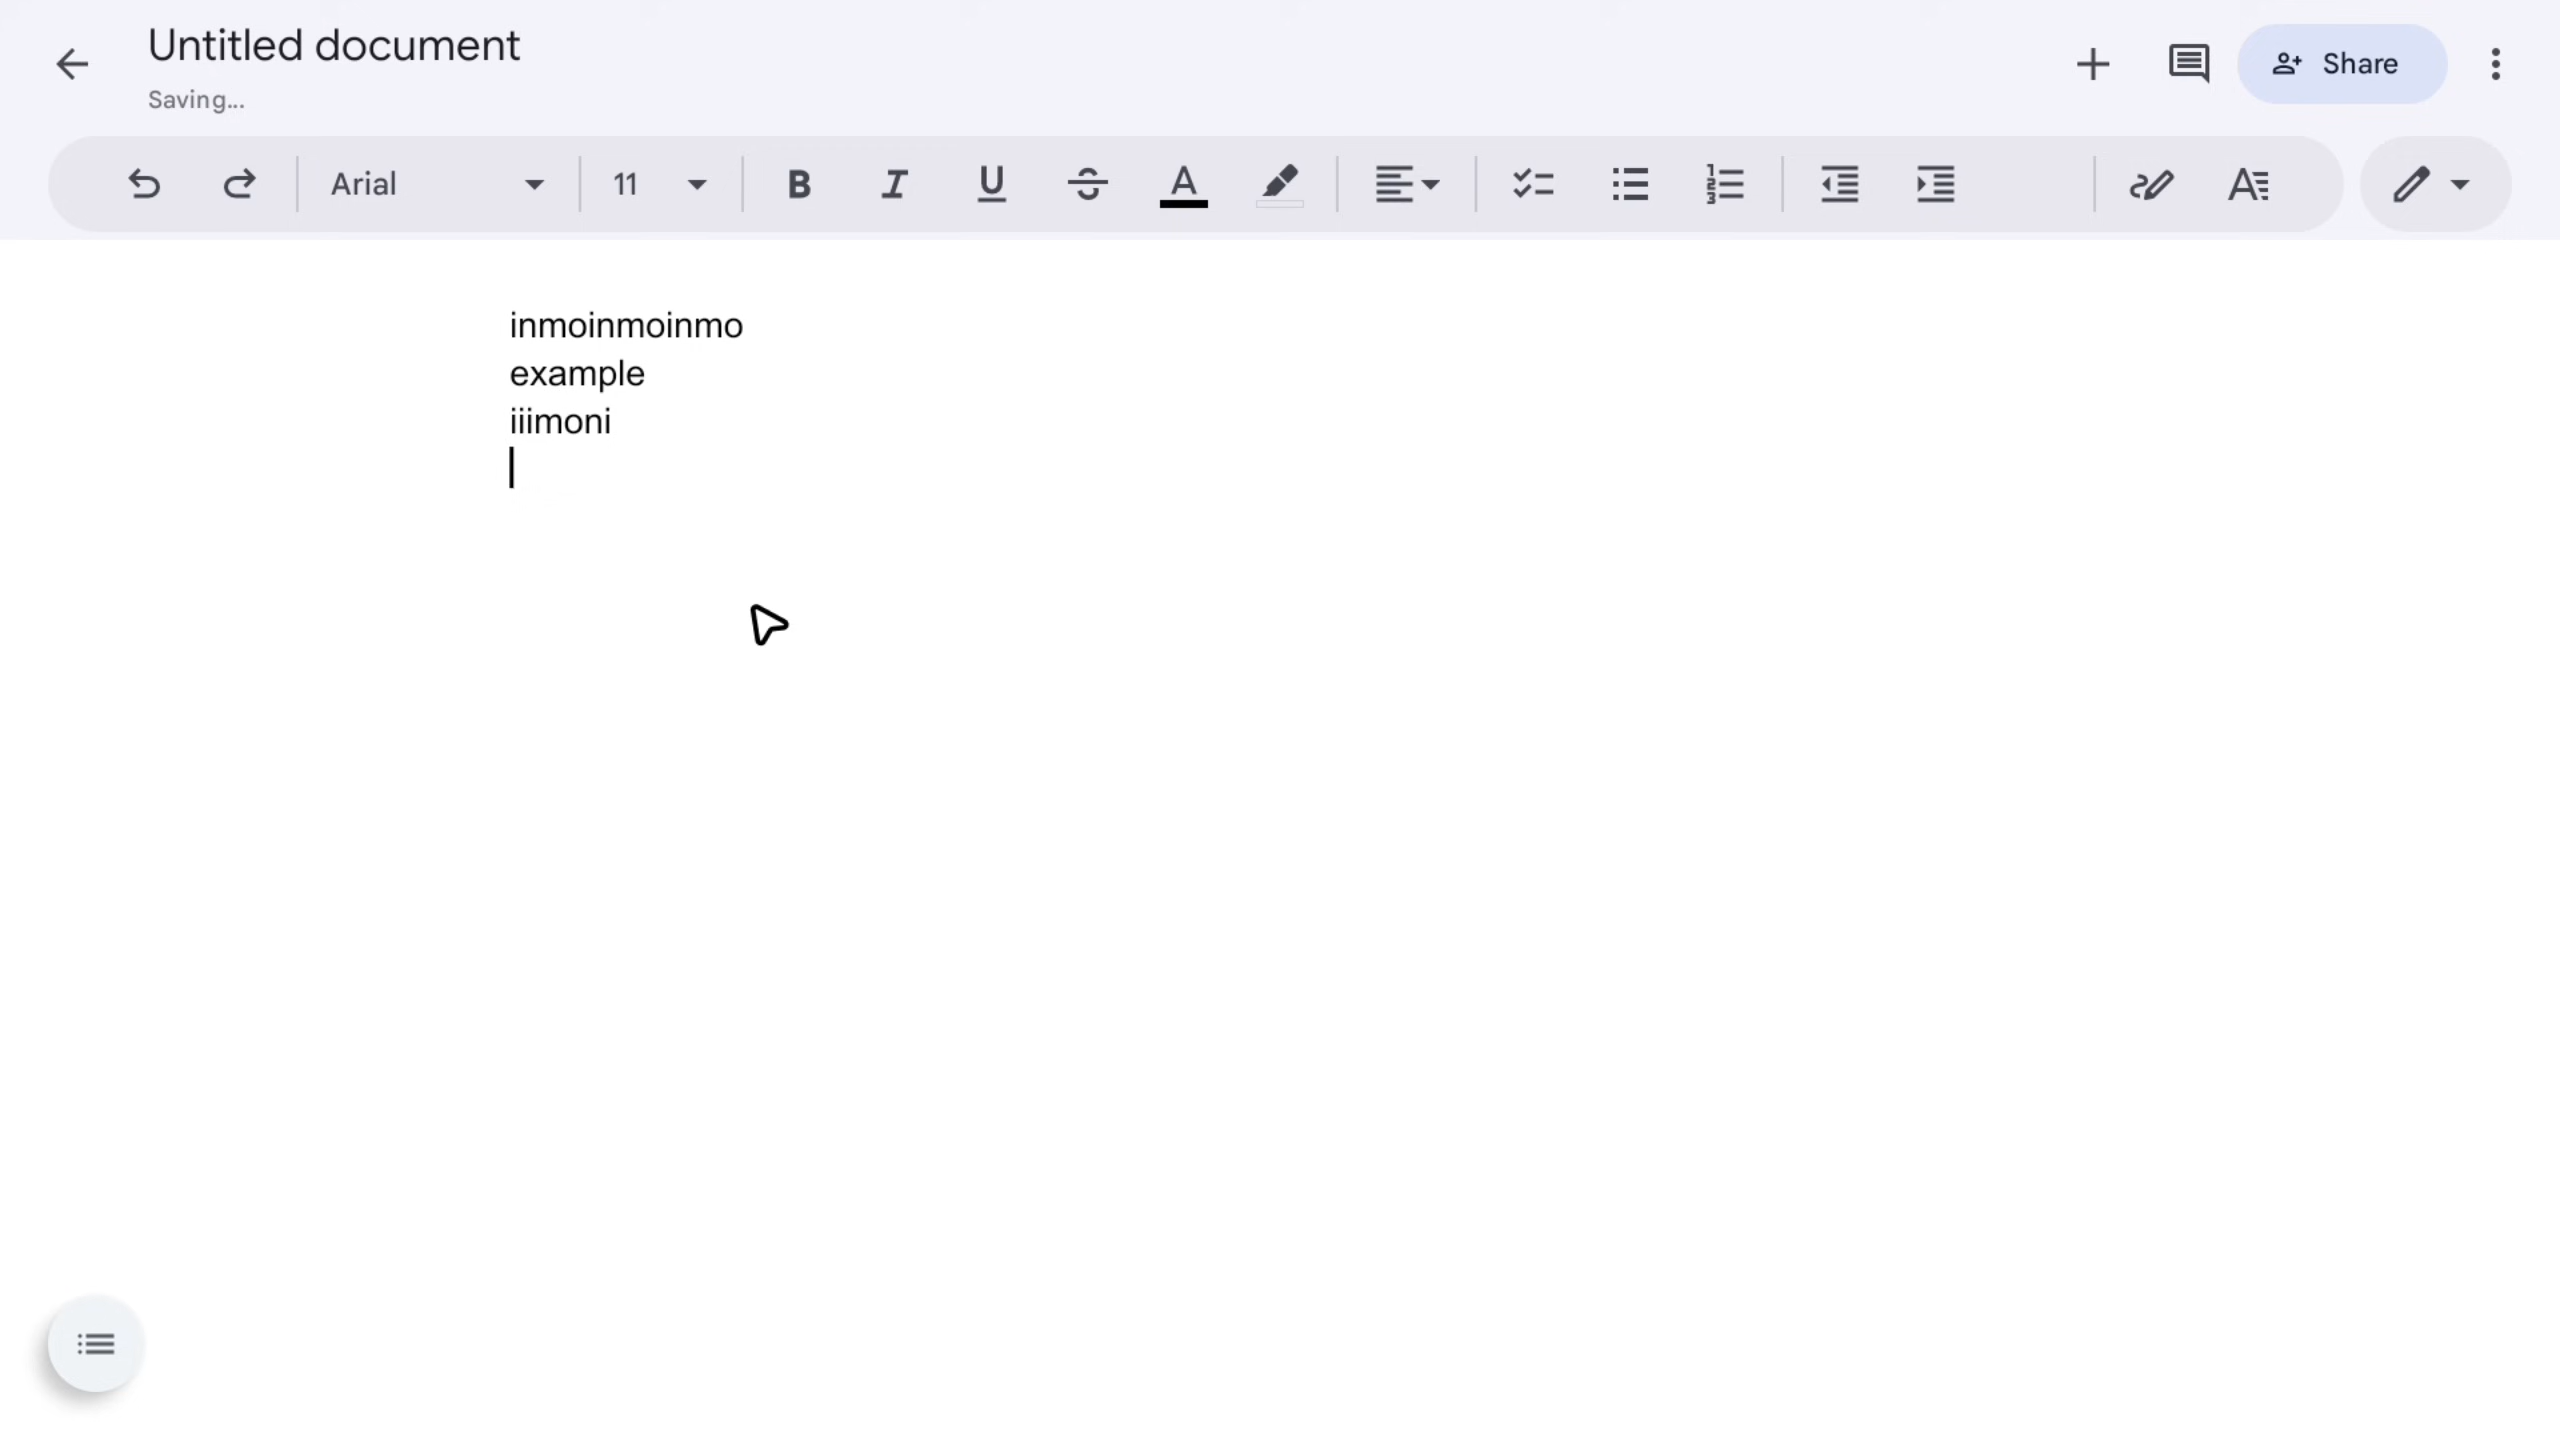 Untitled document
Saving...
Share
Arial
11
B I U S A
inmoinmoinmo
example
iiimoni